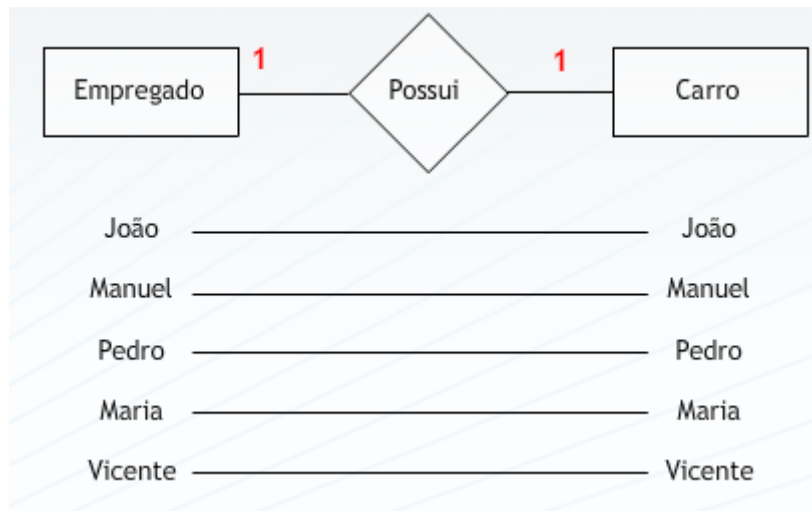 1 1
Empregado Possui Carro
João João
Manuel Manuel
Pedro Pedro
Maria Maria
Vicente Vicente